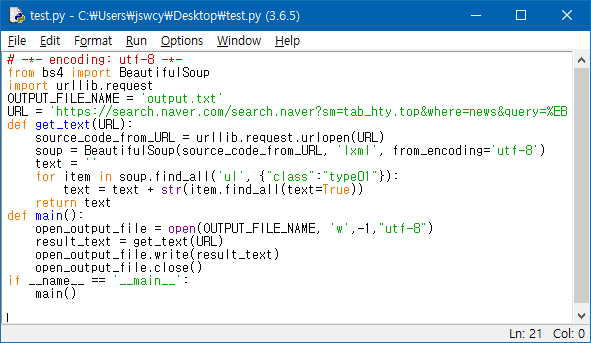 test.py - C:₩Users₩jswcy₩Desktop₩test.py (3.6.5)
File Edit Format Run Options Window Help
# -*- encoding: utf-8 -*-
from bs4 import BeautifulSoup
import urllib.request
OUTPUT_FILE_NAME = 'output.txt'
URL = 'https://search.naver.com/search.naver?sm=tab_hty.top&where=news&query=%EB
def get_text(URL):
    source_code_from_URL = urllib.request.urlopen(URL)
    soup = BeautifulSoup(source_code_from_URL, 'lxml', from_encoding='utf-8')
    text = ''
    for item in soup.find_all('ul', {"class":"type01"}):
        text = text + str(item.find_all(text=True))
    return text
def main():
    open_output_file = open(OUTPUT_FILE_NAME, 'w',-1,"utf-8")
    result_text = get_text(URL)
    open_output_file.write(result_text)
    open_output_file.close()
if __name__ == '__main__':
    main()
Ln: 21 Col: 0